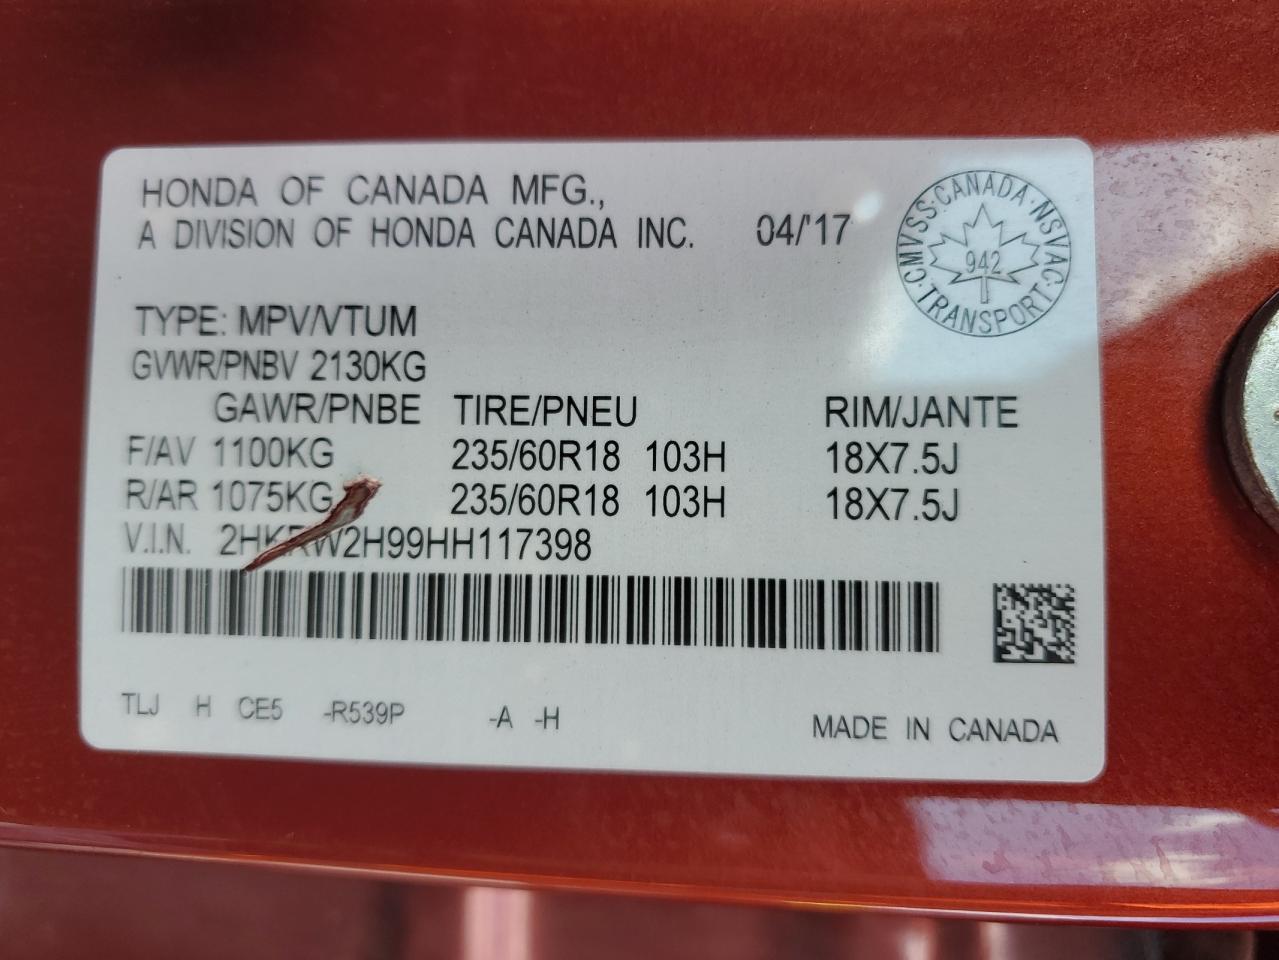 HONDA OF CANADA MFG.,
A DIVISION OF HONDA CANADA INC. 04/'17
CMVSS·CANADA·NSVAC·TRANSPORT·
942
TYPE: MPV/VTUM
GVWR/PNBV 2130KG
GAWR/PNBE TIRE/PNEU RIM/JANTE
F/AV 1100KG 235/60R18 103H 18X7.5J
R/AR 1075KG 235/60R18 103H 18X7.5J
V.I.N. 2HKRW2H99HH117398
TLJ H CE5 -R539P -A -H MADE IN CANADA